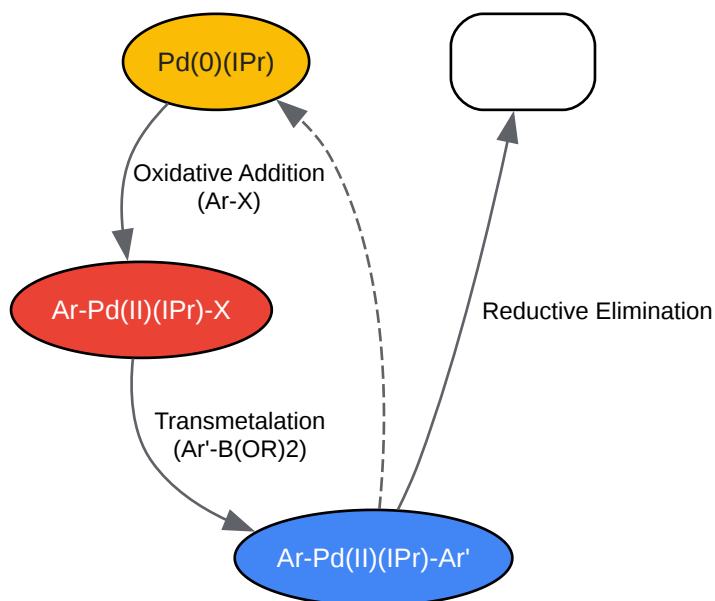 Pd(0)(IPr)
Oxidative Addition
(Ar-X)
Ar-Pd(II)(IPr)-X
Reductive Elimination
Transmetalation
(Ar'-B(OR)2)
Ar-Pd(II)(IPr)-Ar'